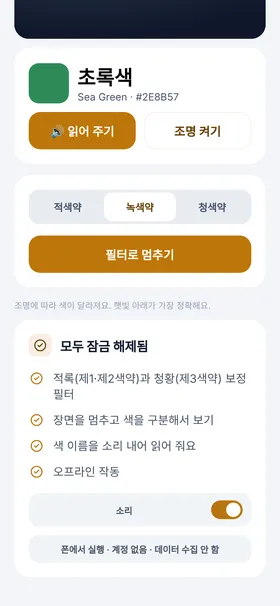 초록색
Sea Green · #2E8B57
🔊 읽어 주기
조명 켜기
적색약
녹색약
청색약
필터로 멈추기
조명에 따라 색이 달라져요. 햇빛 아래가 가장 정확해요.
모두 잠금 해제됨
적록(제1·제2색약)과 청황(제3색약) 보정
필터
장면을 멈추고 색을 구분해서 보기
색 이름을 소리 내어 읽어 줘요
오프라인 작동
소리
폰에서 실행 · 계정 없음 · 데이터 수집 안 함